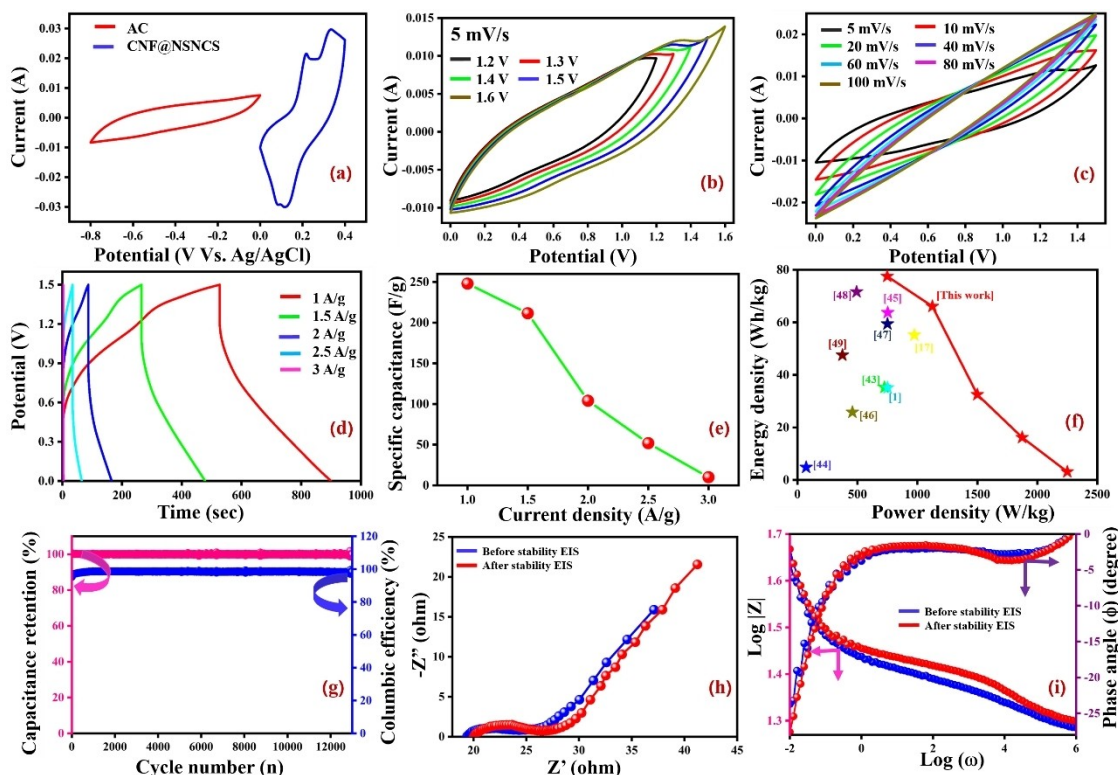 AC
CNF@NSNCS
0.03
0.02
0.01
0.00
-0.01
0.02
0.03
Current (A)
(a)
-0.8 -0.6 -0.4 -0.2 0.0 0.2 0.4
Potential (V Vs. Ag/AgCl)
5 mV/s
1.2 V 1.3 V
1.4 V 1.5 V
1.6 V
0.015
0.010
0.005
0.000
-0.005
-0.010
Current (A)
(b)
0.0 0.2 0.4 0.6 0.8 1.0 1.2 1.4 1.6
Potential (V)
5 mV/s 10 mV/s
20 mV/s 40 mV/s
60 mV/s 80 mV/s
100 mV/s
0.02
0.01
0.00
-0.01
-0.02
Current (A)
(c)
0.0 0.2 0.4 0.6 0.8 1.0 1.2 1.4
Potential (V)
1 A/g
1.5 A/g
2 A/g
2.5 A/g
3 A/g
1.5
1.2
0.9
0.6
0.3
0.0
Potential (V)
(d)
0 200 400 600 800 1000
Time (sec)
250
200
150
100
50
0
Specific capacitance (F/g)
(e)
1.0 1.5 2.0 2.5 3.0
Current density (A/g)
80
60
40
20
0
Energy density (Wh/kg)
[48]
[45]
[This work]
[47]
[17]
[49]
[43]
[1]
[46]
[44]
(f)
0 500 1000 1500 2000 2500
Power density (W/kg)
100
80
60
40
20
0
Capacitance retention (%)
120
100
80
60
40
20
0
Columbic efficiency (%)
(g)
0 2000 4000 6000 8000 10000 12000
Cycle number (n)
Before stability EIS
After stability EIS
25
20
15
10
5
0
-Z'' (ohm)
(h)
20 25 30 35 40 45
Z' (ohm)
Before stability EIS
After stability EIS
1.7
1.6
1.5
1.4
1.3
Log |Z|
0
-5
-10
-15
-20
-25
Phase angle (ϕ) (degree)
(i)
-2 0 2 4 6
Log (ω)